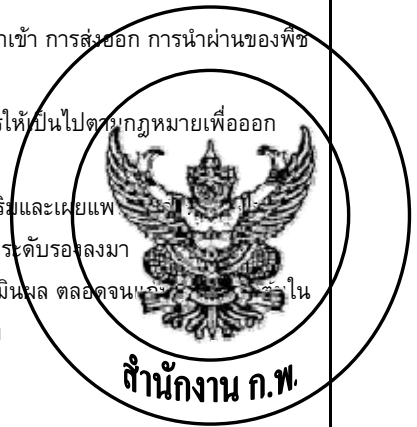 าเข้า การส่งออก การนำผ่านของพืช
รให้เป็นไปตามกฎหมายเพื่อออก
ริมและเผยแพ
ระดับรองลงมา
มินผล ตลอดจน
สำนักงาน ก.พ.